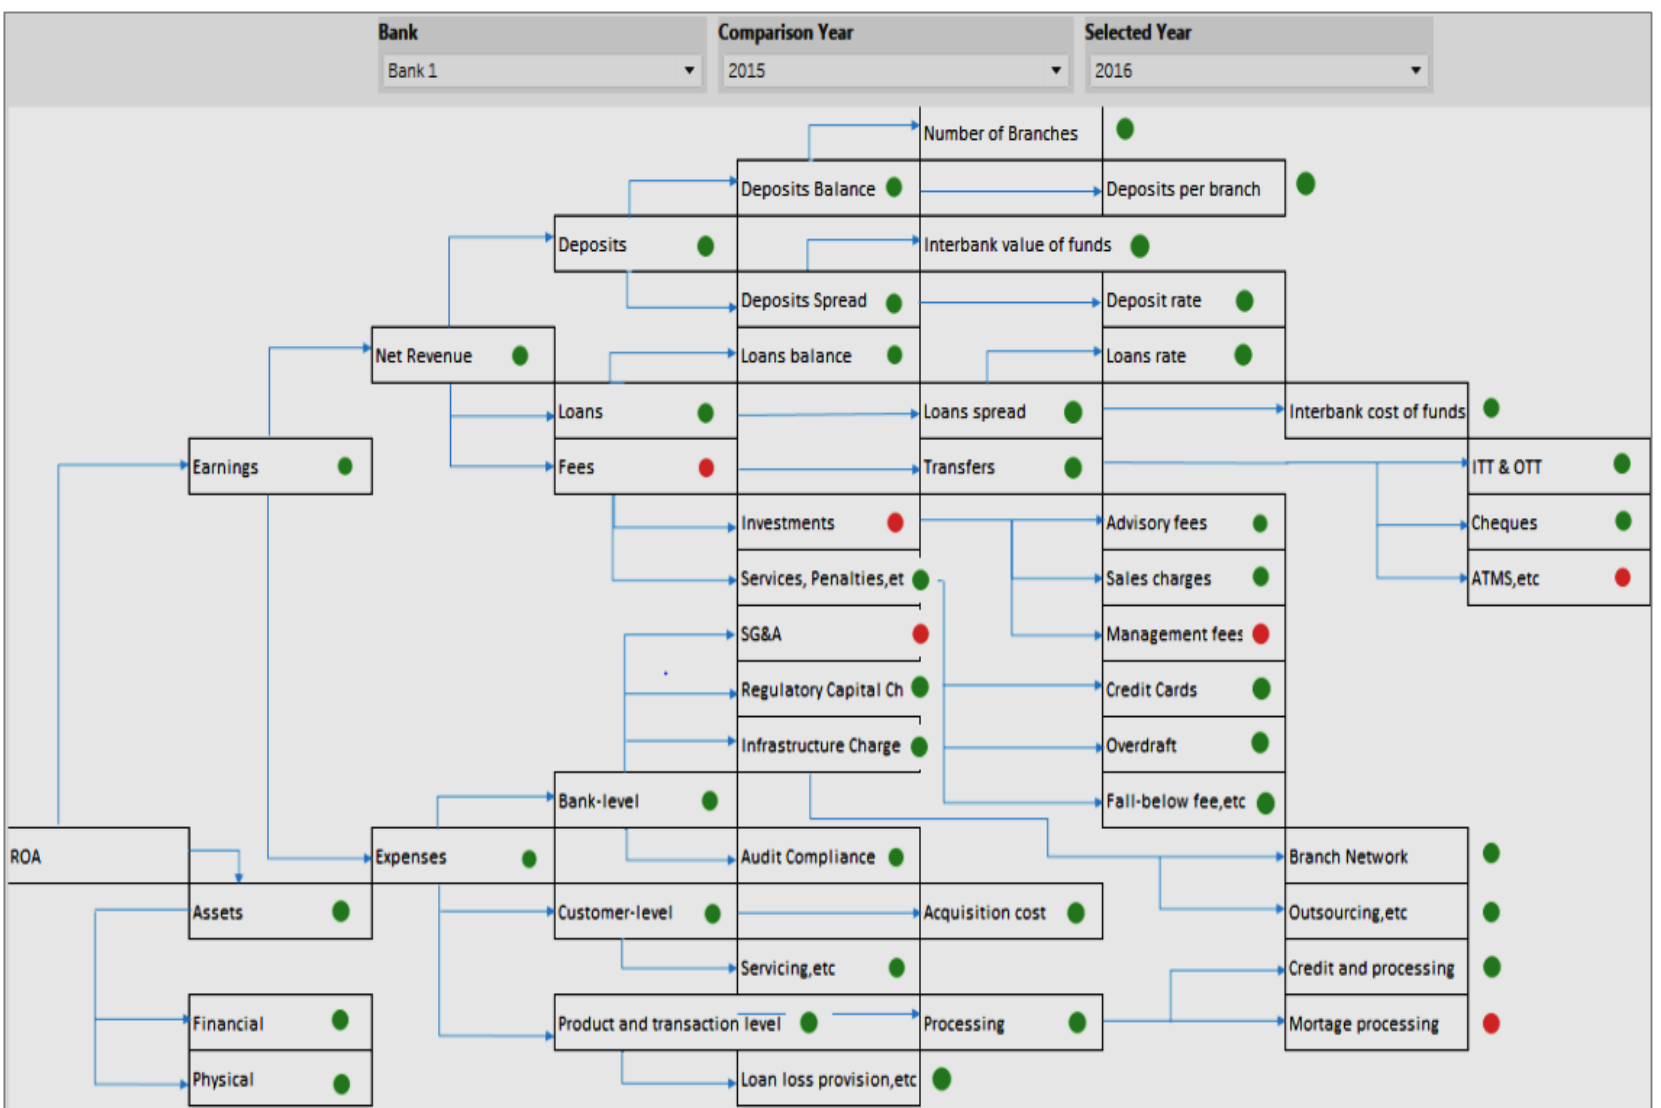 Bank
Comparison Year
Selected Year
Bank 1
2015
2016
Number of Branches
Deposits Balance
Deposits per branch
Deposits
Interbank value of funds
Deposits Spread
Deposit rate
Net Revenue
Loans balance
Loans rate
Loans
Loans spread
Interbank cost of funds
Earnings
Fees
Transfers
ITT & OTT
Investments
Advisory fees
Cheques
Services, Penalties,et
Sales charges
ATMS,etc
SG&A
Management fees
Regulatory Capital Ch
Credit Cards
Infrastructure Charge
Overdraft
Bank-level
Fall-below fee,etc
ROA
Expenses
Audit Compliance
Branch Network
Assets
Customer-level
Acquisition cost
Outsourcing,etc
Servicing,etc
Credit and processing
Financial
Product and transaction level
Processing
Mortage processing
Physical
Loan loss provision,etc